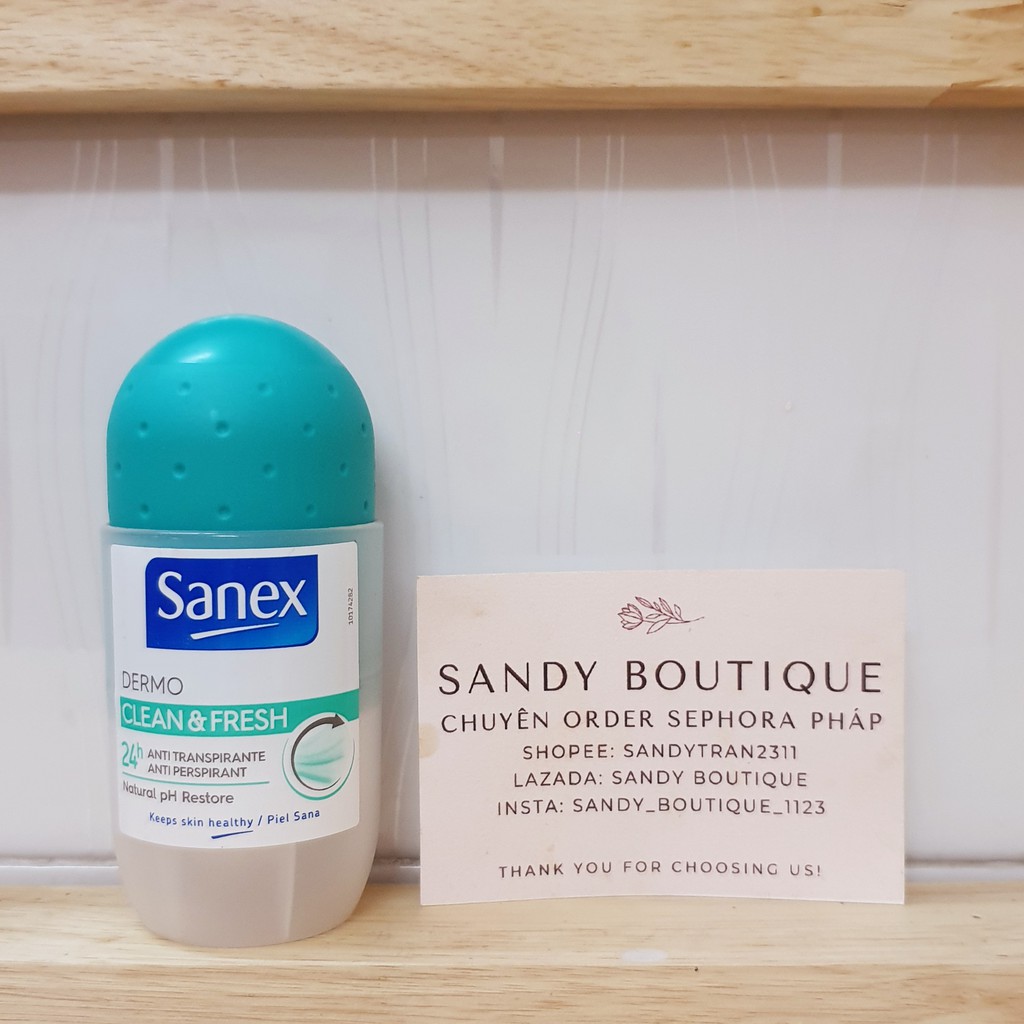 Sanex
10174282
DERMO
CLEAN & FRESH
24h ANTI TRANSPIRANTE
ANTI PERSPIRANT
Natural pH Restore
Keeps skin healthy / Piel Sana
SANDY BOUTIQUE
CHUYÊN ORDER SEPHORA PHÁP
SHOPEE: SANDYTRAN2311
LAZADA: SANDY BOUTIQUE
INSTA: SANDY_BOUTIQUE_1123
THANK YOU FOR CHOOSING US!